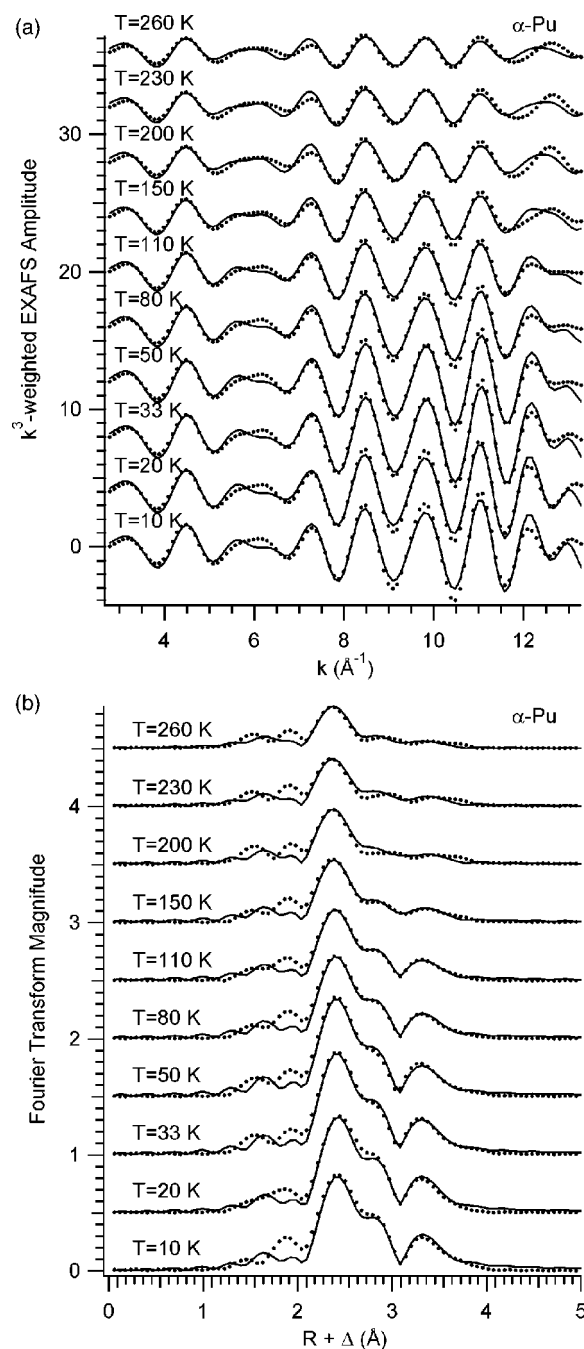 (a)
α-Pu
T=260 K
T=230 K
T=200 K
T=150 K
T=110 K
T=80 K
T=50 K
T=33 K
T=20 K
T=10 K
30
20
10
0
k³-weighted EXAFS Amplitude
4 6 8 10 12
k (Å⁻¹)
(b)
α-Pu
T=260 K
T=230 K
T=200 K
T=150 K
T=110 K
T=80 K
T=50 K
T=33 K
T=20 K
T=10 K
4
3
2
1
0
Fourier Transform Magnitude
0 1 2 3 4 5
R + Δ (Å)